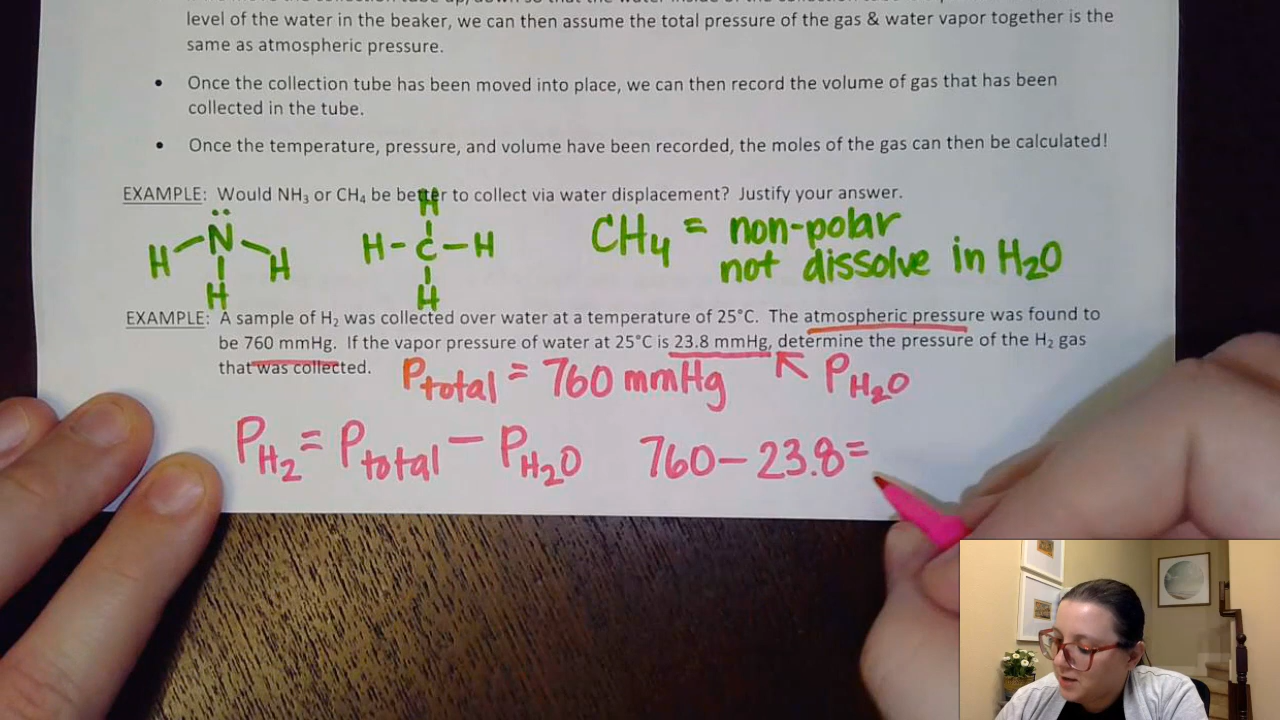 level of the water in the beaker, we can then assume the total pressure of the gas & water vapor together is the
same as atmospheric pressure.
• Once the collection tube has been moved into place, we can then record the volume of gas that has been
collected in the tube.
• Once the temperature, pressure, and volume have been recorded, the moles of the gas can then be calculated!
EXAMPLE: Would NH₃ or CH₄ be better to collect via water displacement? Justify your answer.
H
N H-C-H CH4 = non-polar
H H not dissolve in H2O
H H
EXAMPLE: A sample of H₂ was collected over water at a temperature of 25°C. The atmospheric pressure was found to
be 760 mmHg. If the vapor pressure of water at 25°C is 23.8 mmHg, determine the pressure of the H₂ gas
that was collected.
Ptotal = 760 mmHg PH2O
PH2 = Ptotal - PH2O 760 - 23.8 =